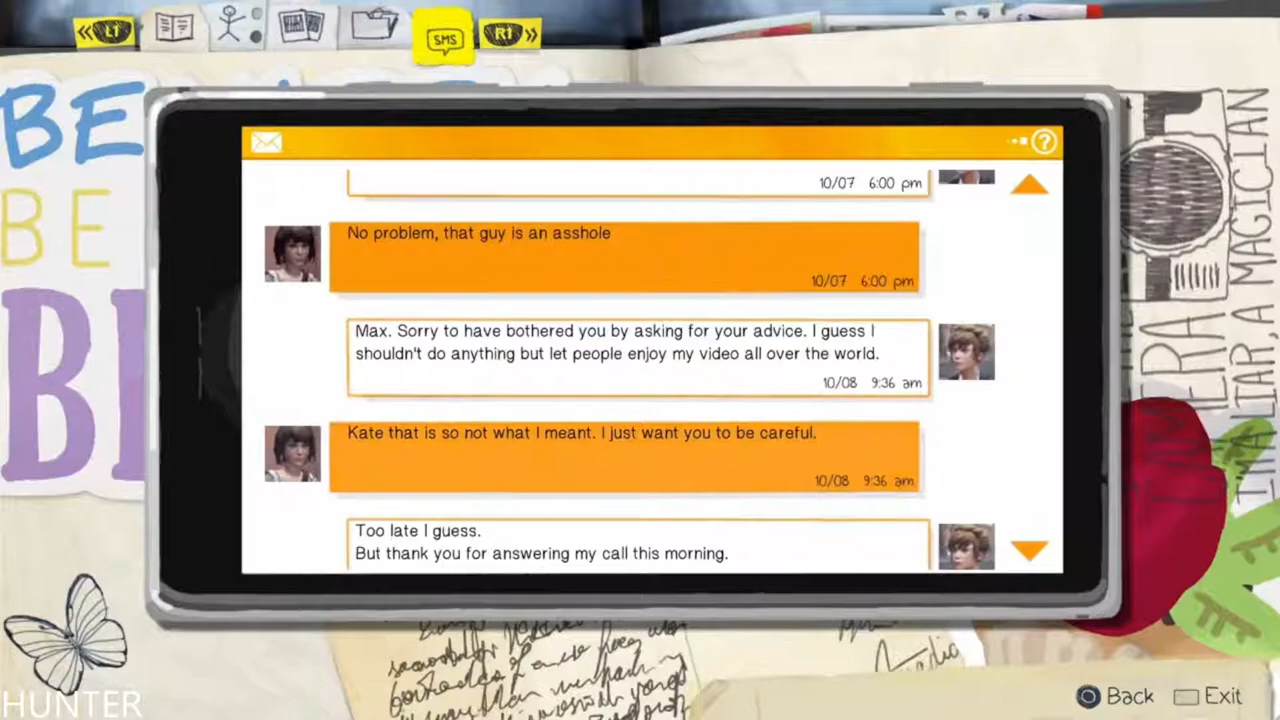 L1
SMS
R1
BE
BE
10/07 6:00 pm
No problem, that guy is an asshole
10/07 6:00 pm
Max. Sorry to have bothered you by asking for your advice. I guess I
shouldn't do anything but let people enjoy my video all over the world.
10/08 9:36 am
Kate that is so not what I meant. I just want you to be careful.
10/08 9:36 am
Too late I guess.
But thank you for answering my call this morning.
A MAGICIAN
LIAR, A
HUNTER
Back
Exit